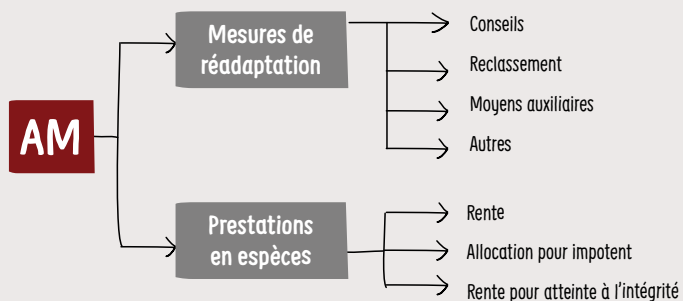 AM
Mesures de
réadaptation
Conseils
Reclassement
Moyens auxiliaires
Autres
Prestations
en espèces
Rente
Allocation pour impotent
Rente pour atteinte à l'intégrité